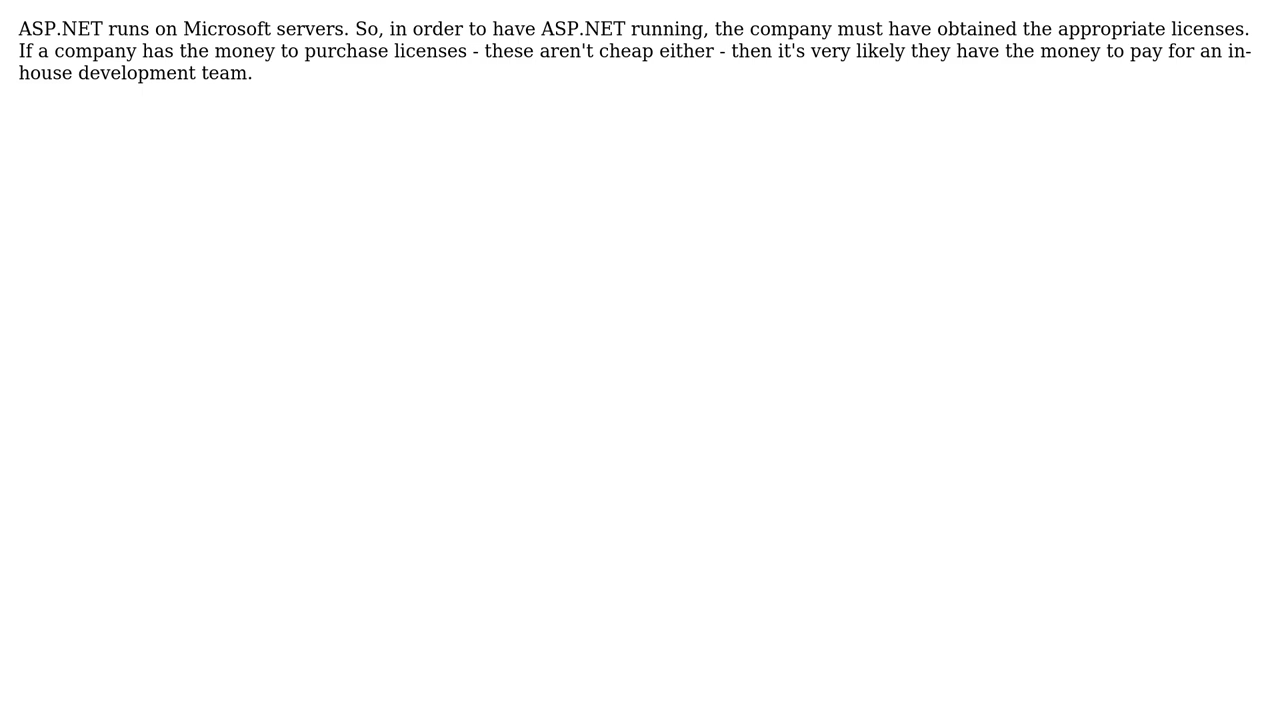 ASP.NET runs on Microsoft servers. So, in order to have ASP.NET running, the company must have obtained the appropriate licenses.
If a company has the money to purchase licenses - these aren't cheap either - then it's very likely they have the money to pay for an in-
house development team.